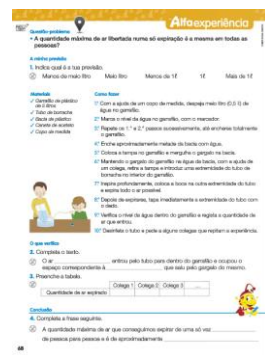 Alfaexperiência
Questão-problema
• A quantidade máxima de ar libertada numa só expiração é a mesma em todas as
pessoas?
A minha previsão
1. Indica qual é a tua previsão.
Menos de meio litro Meio litro Menos de 1ℓ 1ℓ Mais de 1ℓ
Materiais
✓ Garrafão de plástico
de 5 litros
✓ Tubo de borracha
✓ Bacia de plástico
✓ Caneta de acetato
✓ Copo de medida
Como fazer
1.º Com a ajuda de um copo de medida, despeja meio litro (0,5 ℓ) de
água no garrafão.
2.º Marca o nível da água no garrafão, com o marcador.
3.º Repete os 1.º e 2.º passos sucessivamente, até encheres totalmente
o garrafão.
4.º Enche aproximadamente metade da bacia com água.
5.º Coloca a tampa no garrafão e mergulha o gargalo na bacia.
6.º Mantendo o gargalo do garrafão na água da bacia, com a ajuda de
um colega, retira a tampa e introduz uma extremidade do tubo de
borracha no interior do garrafão.
7.º Inspira profundamente, coloca a boca na outra extremidade do tubo
e expira todo o ar possível.
8.º Depois de expirares, tapa imediatamente a extremidade do tubo com
o dedo.
9.º Verifica o nível da água dentro do garrafão e regista a quantidade de
ar que entrou.
10.º Desinfeta o tubo e pede a alguns colegas que repitam a experiência.
O que verifico
2. Completa o texto.
O ar entrou pelo tubo para dentro do garrafão e ocupou o
espaço correspondente à que saiu pelo gargalo do mesmo.
3. Preenche a tabela.
Colega 1 Colega 2 Colega 3 ...
Quantidade de ar expirado
Conclusão
4. Completa a frase seguinte.
A quantidade máxima de ar que conseguimos expirar de uma só vez
de pessoa para pessoa e é de aproximadamente
68